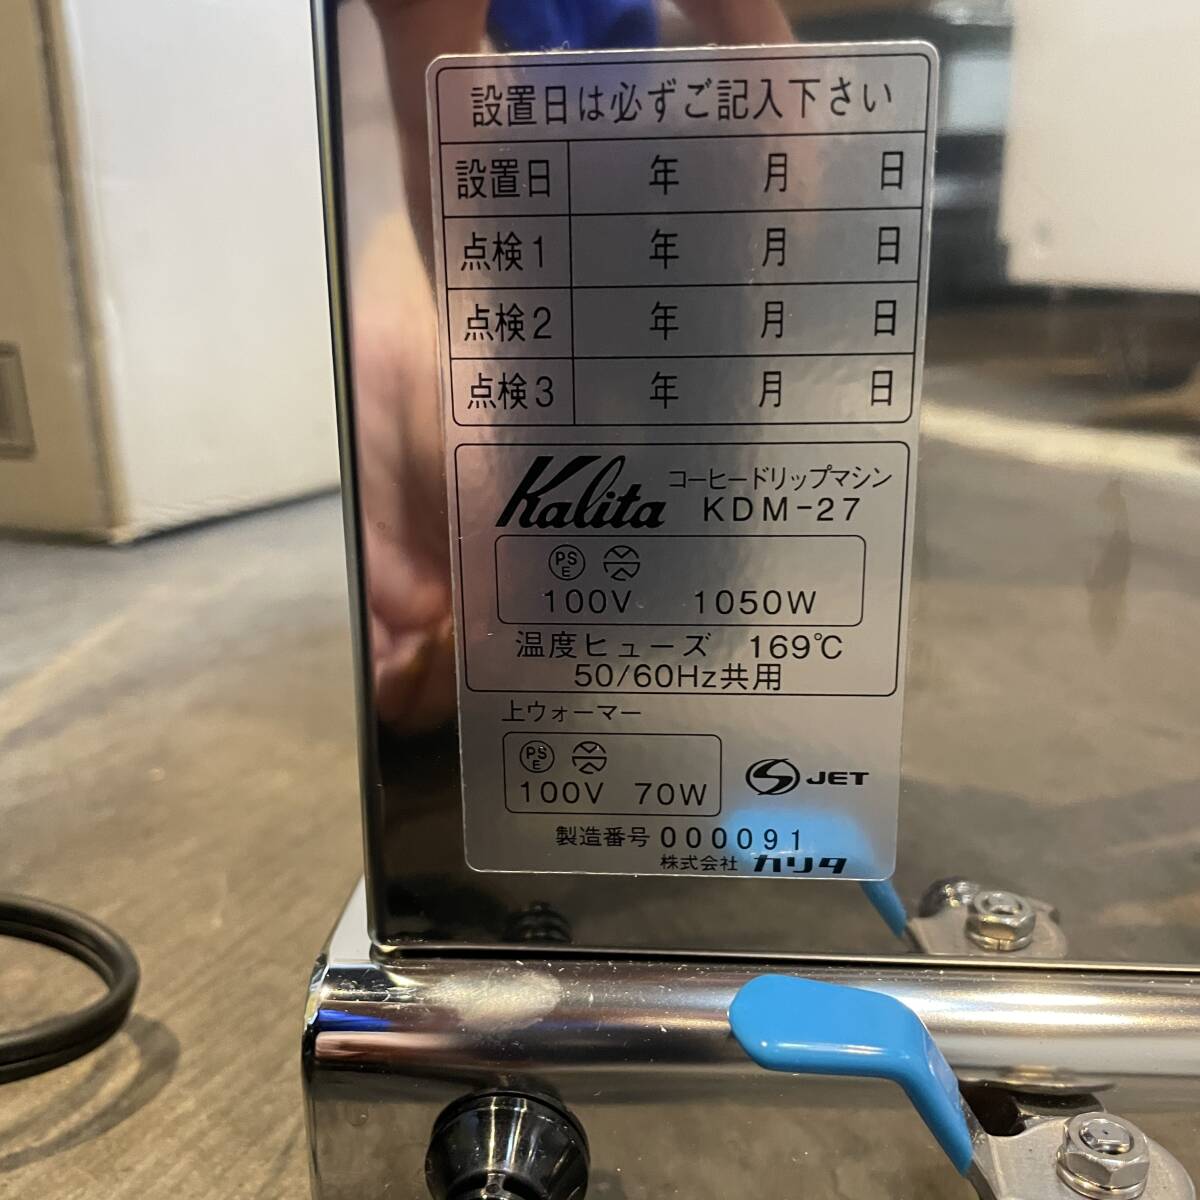 設置日は必ずご記入下さい
設置日 年 月 日
点検1 年 月 日
点検2 年 月 日
点検3 年 月 日
Kalita コーヒードリップマシン
KDM-27
PS
E
100V 1050W
温度ヒューズ 169℃
50/60Hz共用
上ウォーマー
PS
E
100V 70W
S JET
製造番号 000091
株式会社 カリタ